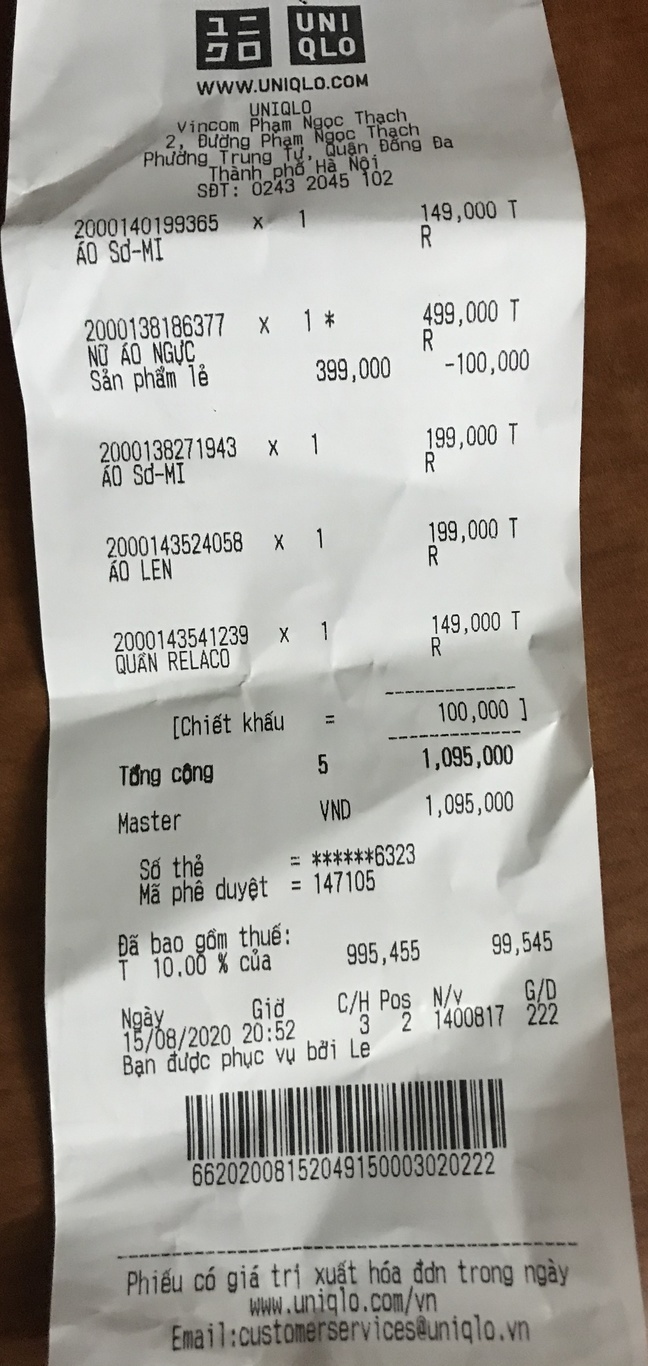 ユニ UNI
クロ QLO
WWW.UNIQLO.COM
UNIQLO
Vincom Phạm Ngọc Thạch
2, Đường Phạm Ngọc Thạch
Phường Trung Tự, Quận Đống Đa
Thành phố Hà Nội
SĐT: 0243 2045 102
2000140199365 x 1 149,000 T
ÁO Sơ-MI R
2000138186377 x 1 * 499,000 T
NỮ ÁO NGỰC R
Sản phẩm lẻ 399,000 -100,000
2000138271943 x 1 199,000 T
ÁO Sơ-MI R
2000143524058 x 1 199,000 T
ÁO LEN R
2000143541239 x 1 149,000 T
QUẦN RELACO R
[Chiết khấu = 100,000 ]
Tổng cộng 5 1,095,000
Master VND 1,095,000
Số thẻ = ******6323
Mã phê duyệt = 147105
Đã bao gồm thuế:
T 10.00 % của 995,455 99,545
Ngày Giờ C/H Pos N/v G/D
15/08/2020 20:52 3 2 1400817 222
Bạn được phục vụ bởi Le
66202008152049150003020222
Phiếu có giá trị xuất hóa đơn trong ngày
www.uniqlo.com/vn
Email:customerservices@uniqlo.vn